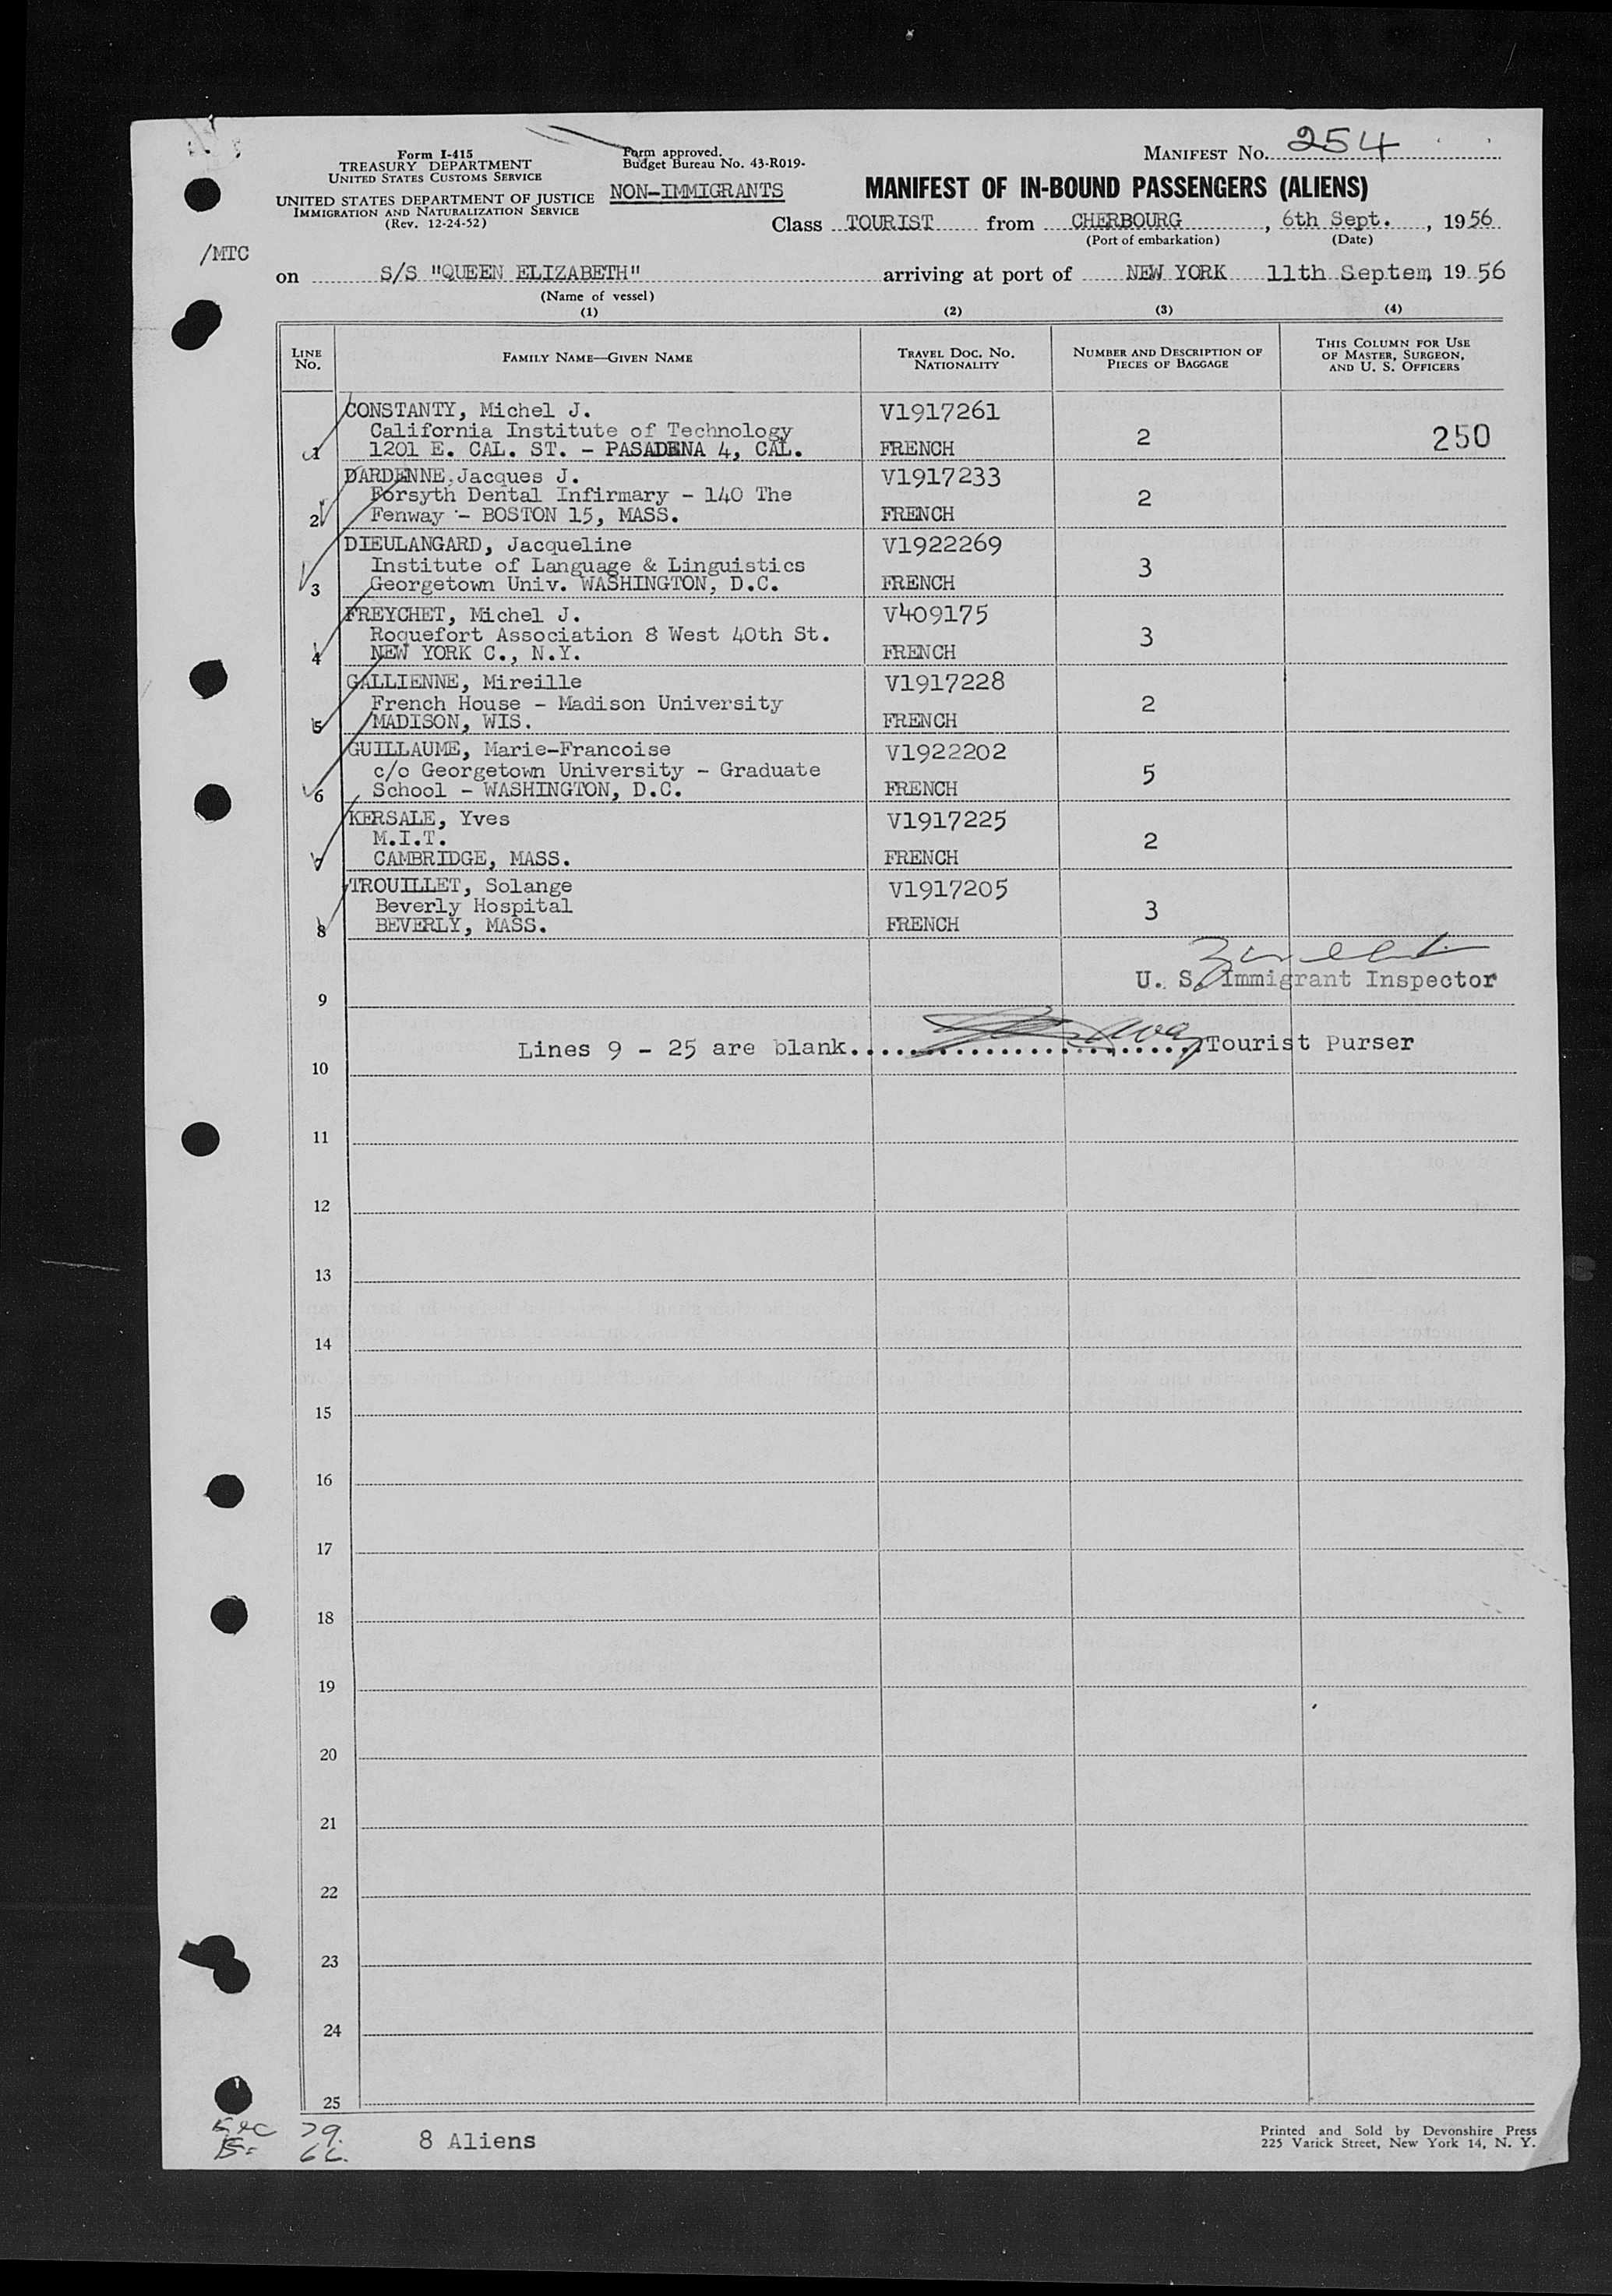 Form I-415
TREASURY DEPARTMENT
UNITED STATES CUSTOMS SERVICE
UNITED STATES DEPARTMENT OF JUSTICE
IMMIGRATION AND NATURALIZATION SERVICE
(Rev. 12-24-52)
Form approved.
Budget Bureau No. 43-R019-
NON-IMMIGRANTS
MANIFEST NO. 254
MANIFEST OF IN-BOUND PASSENGERS (ALIENS)
Class TOURIST from CHERBOURG, 6th Sept., 1956
(Port of embarkation) (Date)
/MTC
on S/S "QUEEN ELIZABETH" arriving at port of NEW YORK 11th Septem, 1956
(Name of vessel)
(1) (2) (3) (4)
LINE NO. FAMILY NAME—GIVEN NAME TRAVEL DOC. NO. NATIONALITY NUMBER AND DESCRIPTION OF PIECES OF BAGGAGE THIS COLUMN FOR USE OF MASTER, SURGEON, AND U. S. OFFICERS
CONSTANTY, Michel J. V1917261
California Institute of Technology 2 250
1 1201 E. CAL. ST. - PASADENA 4, CAL. FRENCH
DARDENNE, Jacques J. V1917233
Forsyth Dental Infirmary - 140 The 2
2 Fenway - BOSTON 15, MASS. FRENCH
DIEULANGARD, Jacqueline V1922269
Institute of Language & Linguistics 3
3 Georgetown Univ. WASHINGTON, D.C. FRENCH
FREYCHET, Michel J. V409175
Roquefort Association 8 West 40th St. 3
4 NEW YORK C., N.Y. FRENCH
GALLIENNE, Mireille V1917228
French House - Madison University 2
5 MADISON, WIS. FRENCH
GUILLAUME, Marie-Francoise V1922202
c/o Georgetown University - Graduate 5
6 School - WASHINGTON, D.C. FRENCH
KERSALE, Yves V1917225
M.I.T. 2
7 CAMBRIDGE, MASS. FRENCH
TROUILLET, Solange V1917205
Beverly Hospital 3
8 BEVERLY, MASS. FRENCH
U. S. Immigrant Inspector
9
Lines 9 - 25 are blank. Tourist Purser
10
11
12
13
14
15
16
17
18
19
20
21
22
23
24
25
8 Aliens
Printed and Sold by Devonshire Press
225 Varick Street, New York 14, N. Y.